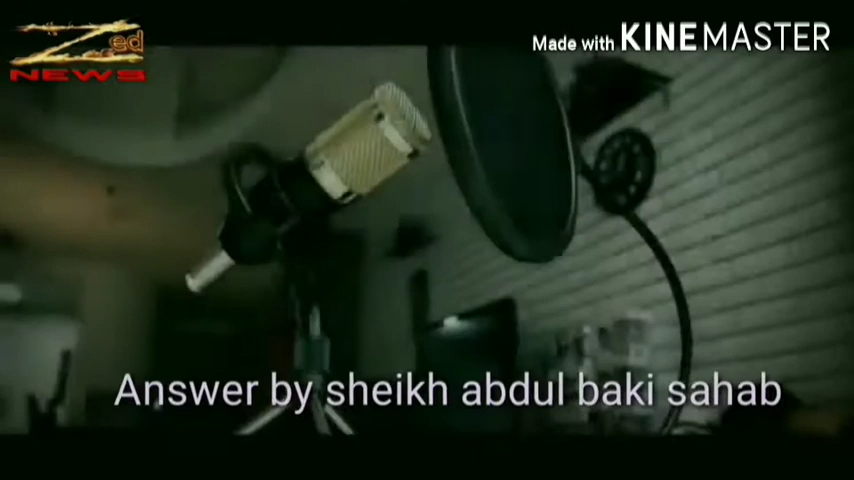 Zed
NEWS
Made with KINEMASTER
Answer by sheikh abdul baki sahab